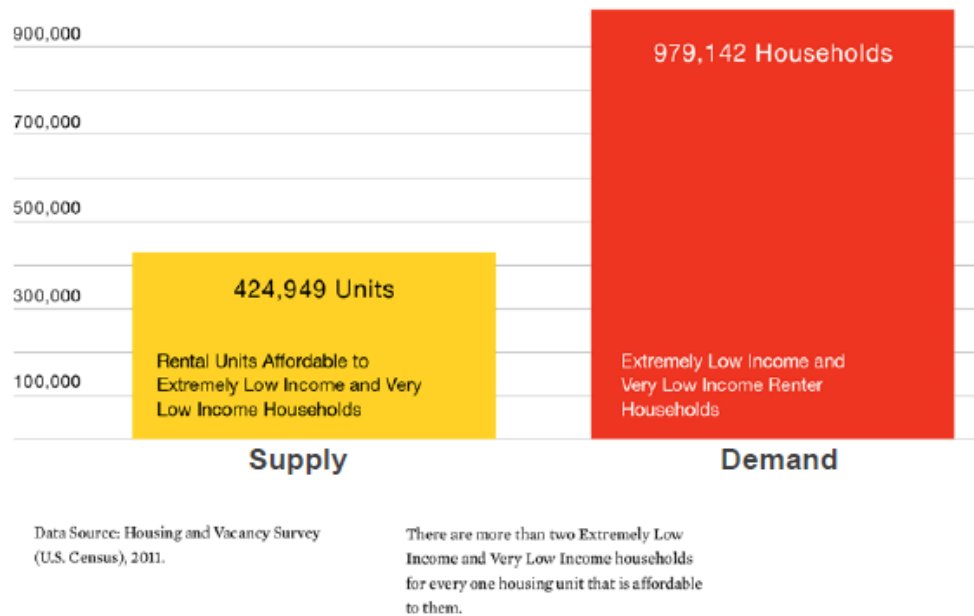 900,000
979,142 Households
700,000
500,000
300,000
424,949 Units
Rental Units Affordable to
Extremely Low Income and Very
Low Income Households
Extremely Low Income and
Very Low Income Renter
Households
100,000
Supply
Demand
Data Source: Housing and Vacancy Survey
(U.S. Census), 2011.
There are more than two Extremely Low
Income and Very Low Income households
for every one housing unit that is affordable
to them.